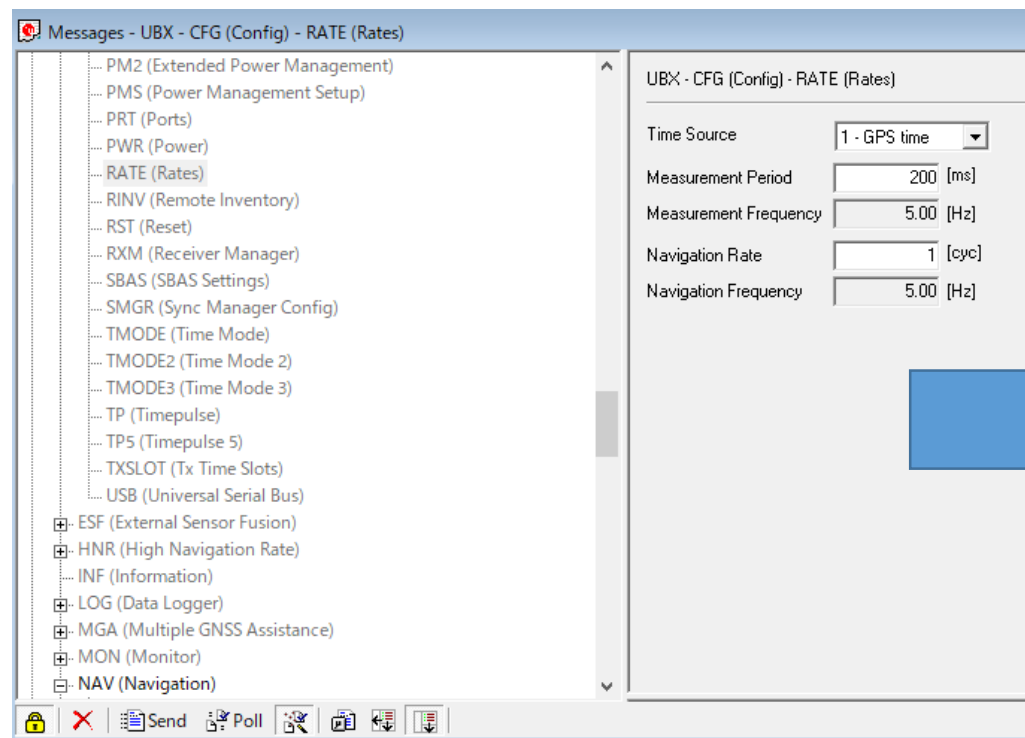 Messages - UBX - CFG (Config) - RATE (Rates)
PM2 (Extended Power Management)
PMS (Power Management Setup)
PRT (Ports)
PWR (Power)
RATE (Rates)
RINV (Remote Inventory)
RST (Reset)
RXM (Receiver Manager)
SBAS (SBAS Settings)
SMGR (Sync Manager Config)
TMODE (Time Mode)
TMODE2 (Time Mode 2)
TMODE3 (Time Mode 3)
TP (Timepulse)
TP5 (Timepulse 5)
TXSLOT (Tx Time Slots)
USB (Universal Serial Bus)
ESF (External Sensor Fusion)
HNR (High Navigation Rate)
INF (Information)
LOG (Data Logger)
MGA (Multiple GNSS Assistance)
MON (Monitor)
NAV (Navigation)
UBX - CFG (Config) - RATE (Rates)
Time Source 1 - GPS time
Measurement Period 200 [ms]
Measurement Frequency 5.00 [Hz]
Navigation Rate 1 [cyc]
Navigation Frequency 5.00 [Hz]
Send Poll